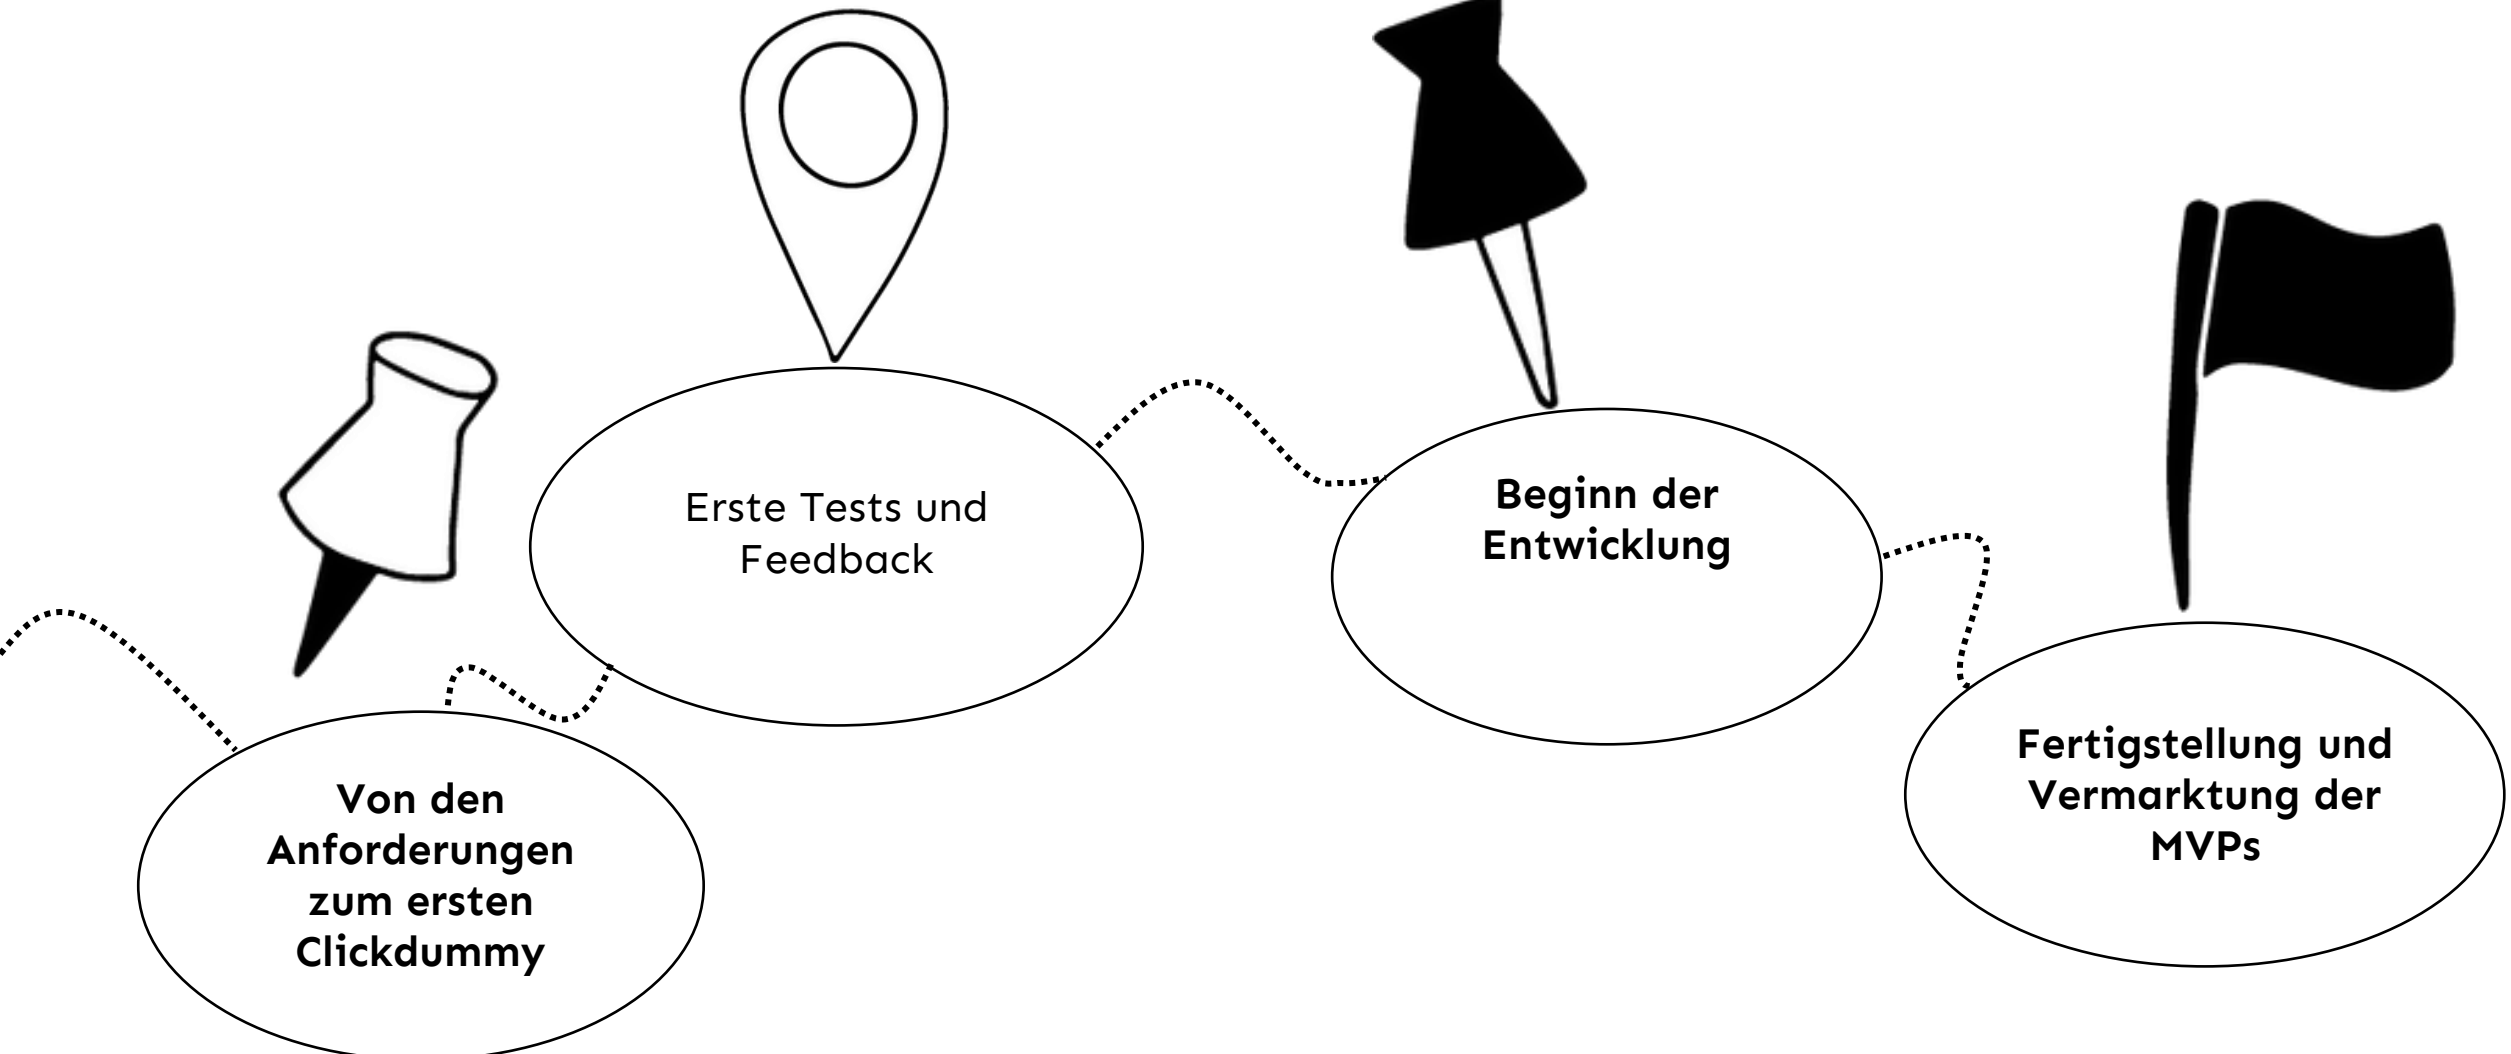 Von den
Anforderungen
zum ersten
Clickdummy
Erste Tests und
Feedback
Beginn der
Entwicklung
Fertigstellung und
Vermarktung der
MVPs